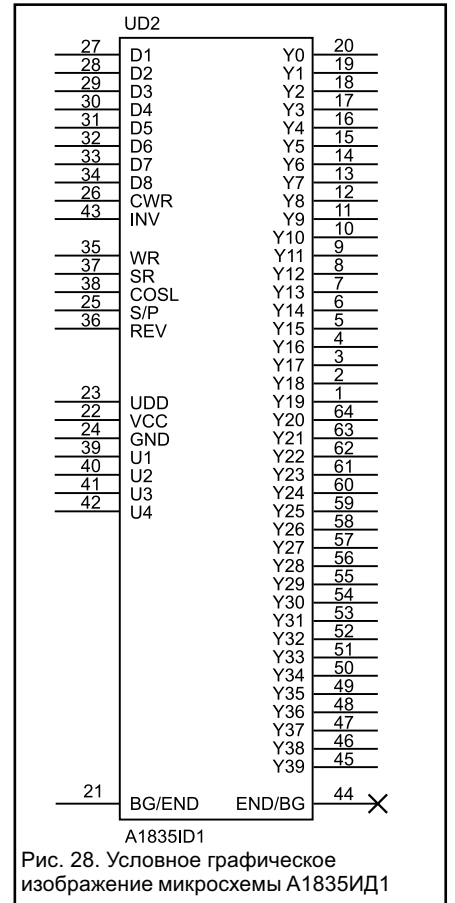 UD2
27 D1 Y0 20
28 D2 Y1 19
29 D3 Y2 18
30 D4 Y3 17
31 D5 Y4 16
32 D6 Y5 15
33 D7 Y6 14
34 D8 Y7 13
26 CWR Y8 12
43 INV Y9 11
Y10 10
35 WR Y11 9
37 SR Y12 8
38 COSL Y13 7
25 S/P Y14 6
36 REV Y15 5
Y16 4
Y17 3
Y18 2
23 UDD Y19 1
22 VCC Y20 64
24 GND Y21 63
39 U1 Y22 62
40 U2 Y23 61
41 U3 Y24 60
42 U4 Y25 59
Y26 58
Y27 57
Y28 56
Y29 55
Y30 54
Y31 53
Y32 52
Y33 51
Y34 50
Y35 49
Y36 48
Y37 47
Y38 46
Y39 45
21 BG/END END/BG 44
A1835ID1
Рис. 28. Условное графическое
изображение микросхемы А1835ИД1